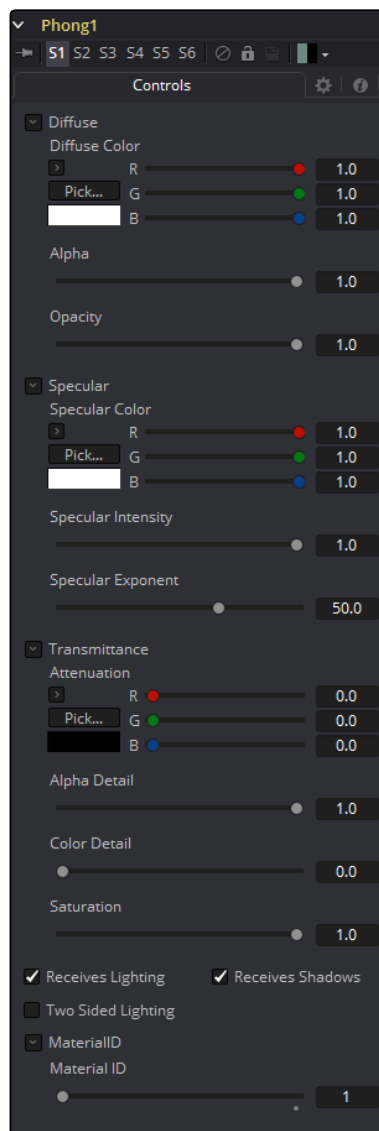 Phong1
S1 S2 S3 S4 S5 S6
Controls
Diffuse
Diffuse Color
R 1.0
Pick... G 1.0
B 1.0
Alpha
1.0
Opacity
1.0
Specular
Specular Color
R 1.0
Pick... G 1.0
B 1.0
Specular Intensity
1.0
Specular Exponent
50.0
Transmittance
Attenuation
R 0.0
Pick... G 0.0
B 0.0
Alpha Detail
1.0
Color Detail
0.0
Saturation
1.0
Receives Lighting Receives Shadows
Two Sided Lighting
MaterialID
Material ID
1